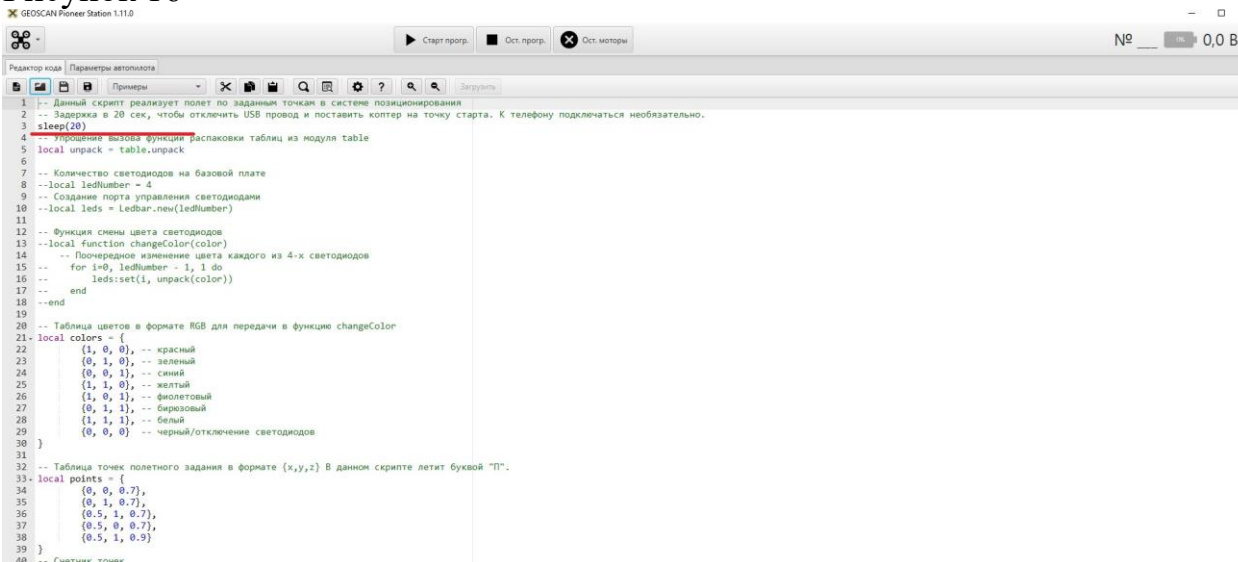 GEOSCAN Pioneer Station 1.11.0
Старт прогр. Ост. прогр. Ост. моторы № ___ 0% 0,0 В
Редактор кода Параметры автопилота
Примеры Загрузить
1 -- Данный скрипт реализует полет по заданным точкам в системе позиционирования
2 -- Задержка в 20 сек, чтобы отключить USB провод и поставить коптер на точку старта. К телефону подключаться необязательно.
3 sleep(20)
4 -- Упрощение вызова функции распаковки таблиц из модуля table
5 local unpack = table.unpack
6
7 -- Количество светодиодов на базовой плате
8 --local ledNumber = 4
9 -- Создание порта управления светодиодами
10 --local leds = Ledbar.new(ledNumber)
11
12 -- Функция смены цвета светодиодов
13 --local function changeColor(color)
14 -- Поочередное изменение цвета каждого из 4-х светодиодов
15 -- for i=0, ledNumber - 1, 1 do
16 -- leds:set(i, unpack(color))
17 -- end
18 --end
19
20 -- Таблица цветов в формате RGB для передачи в функцию changeColor
21 local colors = {
22 {1, 0, 0}, -- красный
23 {0, 1, 0}, -- зеленый
24 {0, 0, 1}, -- синий
25 {1, 1, 0}, -- желтый
26 {1, 0, 1}, -- фиолетовый
27 {0, 1, 1}, -- бирюзовый
28 {1, 1, 1}, -- белый
29 {0, 0, 0} -- черный/отключение светодиодов
30 }
31
32 -- Таблица точек полетного задания в формате {x,y,z} В данном скрипте летит буквой "П".
33 local points = {
34 {0, 0, 0.7},
35 {0, 1, 0.7},
36 {0.5, 1, 0.7},
37 {0.5, 0, 0.7},
38 {0.5, 1, 0.9}
39 }
40 -- Счетчик точек